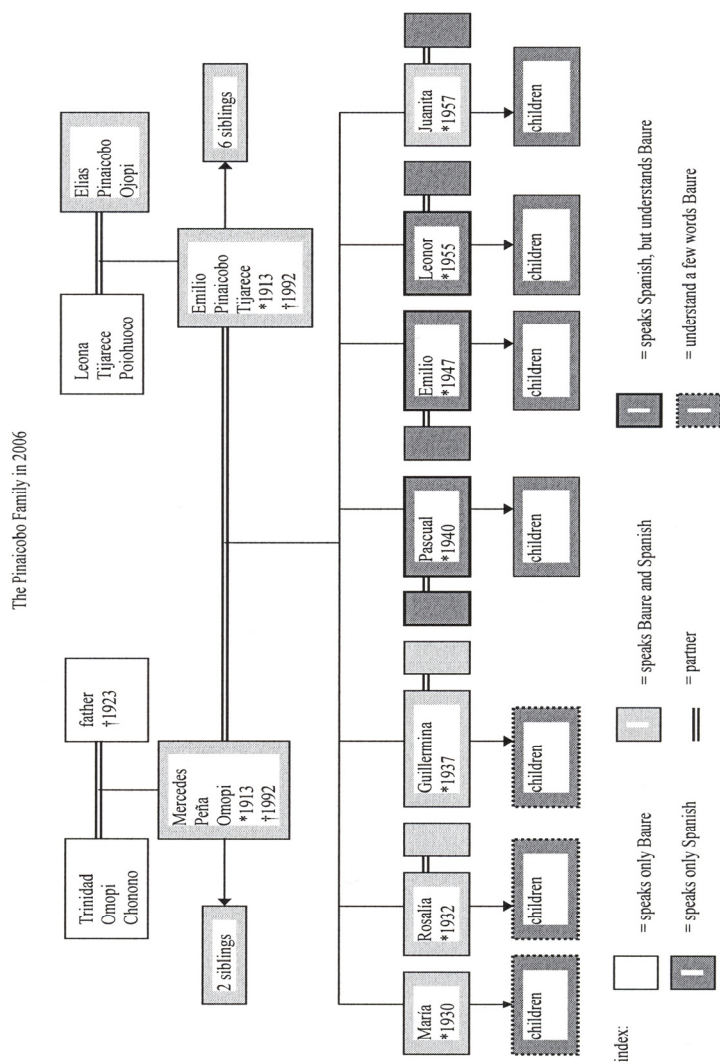 The Pinaicobo Family in 2006
Trinidad
Omopi
Chonono
father
†1923
Leona
Tijarece
Pojohuoco
Elias
Pinaicobo
Ojopi
2 siblings
Mercedes
Peña
Omopi
*1913
†1992
Emilio
Pinaicobo
Tijarece
*1913
†1992
6 siblings
María
*1930
Rosalia
*1932
Guillermina
*1937
Pascual
*1940
Emilio
*1947
Leonor
*1955
Juanita
*1957
children
children
children
children
children
children
children
index:
= speaks only Baure
= speaks Baure and Spanish
= speaks Spanish, but understands Baure
= speaks only Spanish
= partner
= understand a few words Baure